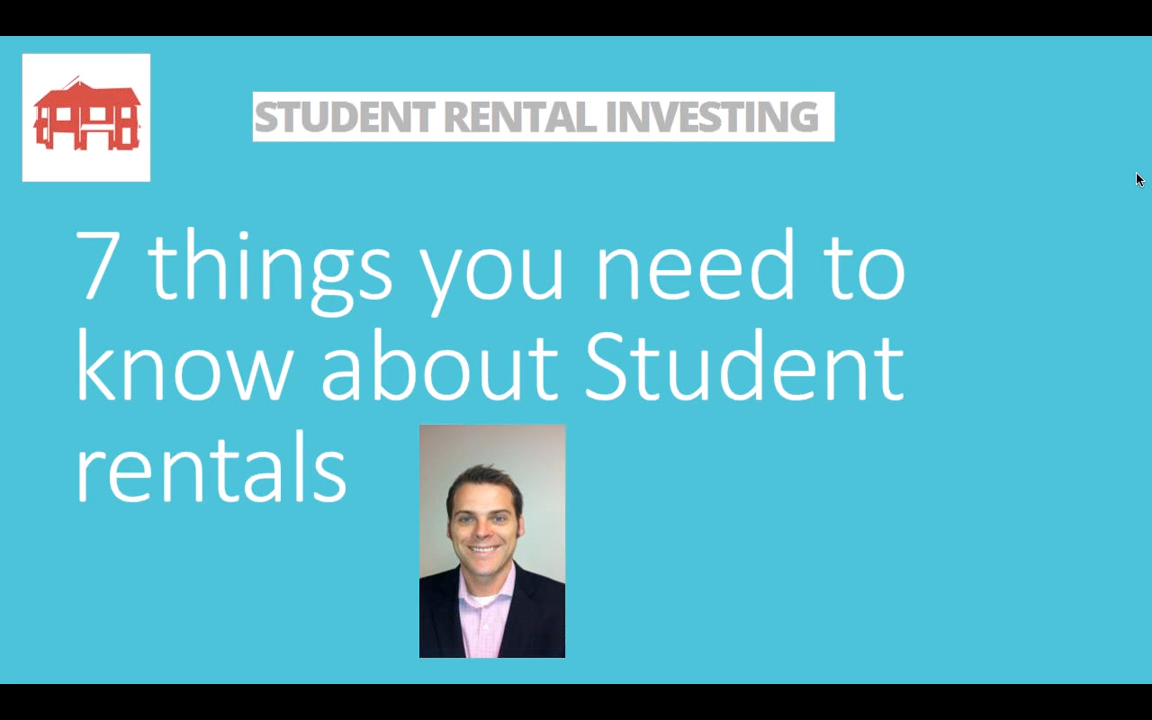 STUDENT RENTAL INVESTING
7 things you need to
know about Student
rentals